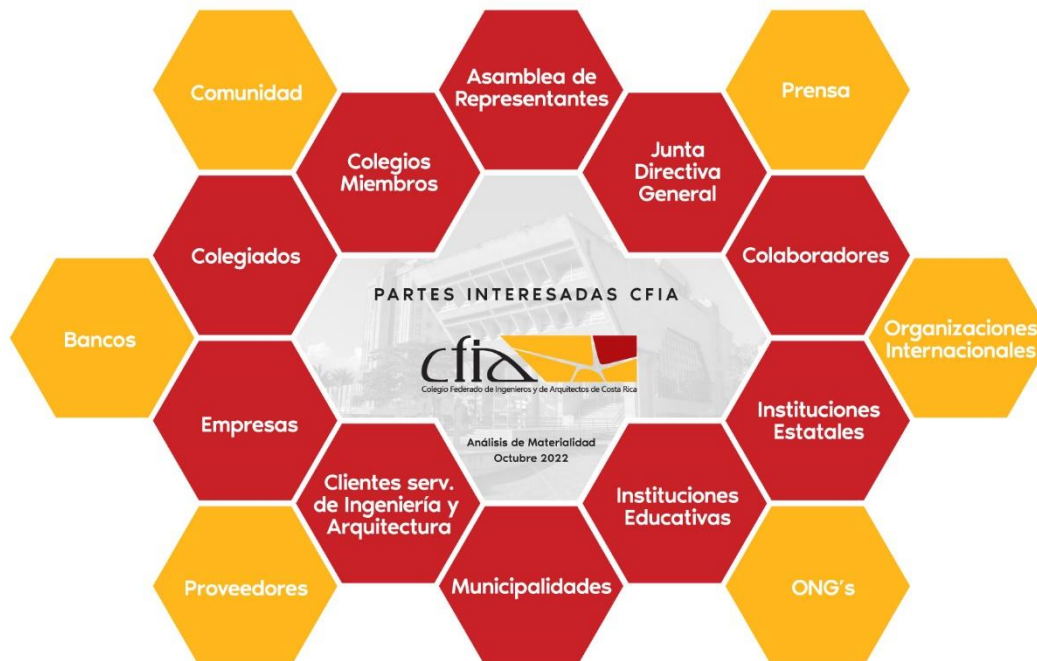 Comunidad
Asamblea de
Representantes
Prensa
Colegios
Miembros
Junta
Directiva
General
Colegiados
Colaboradores
PARTES INTERESADAS CFIA
Bancos
cfia
Colegio Federado de Ingenieros y de Arquitectos de Costa Rica
Organizaciones
Internacionales
Empresas
Instituciones
Estatales
Análisis de Materialidad
Octubre 2022
Clientes serv.
de Ingeniería y
Arquitectura
Instituciones
Educativas
Proveedores
Municipalidades
ONG's